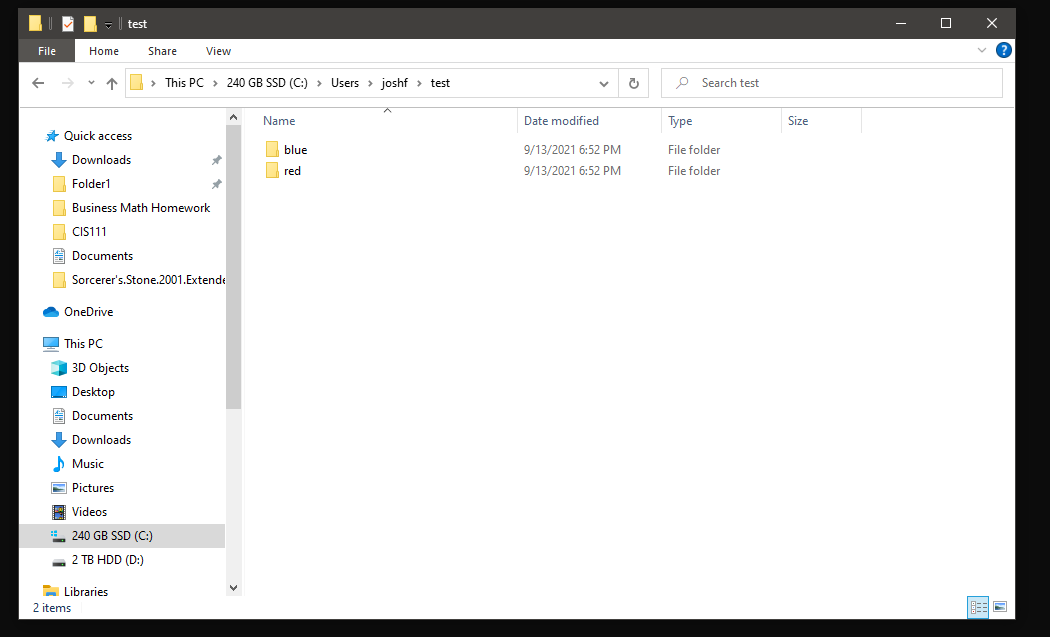 test
File Home Share View
This PC 240 GB SSD (C:) Users joshf test
Search test
Name Date modified Type Size
blue 9/13/2021 6:52 PM File folder
red 9/13/2021 6:52 PM File folder
Quick access
Downloads
Folder1
Business Math Homework
CIS111
Documents
Sorcerer's.Stone.2001.Extende
OneDrive
This PC
3D Objects
Desktop
Documents
Downloads
Music
Pictures
Videos
240 GB SSD (C:)
2 TB HDD (D:)
Libraries
2 items